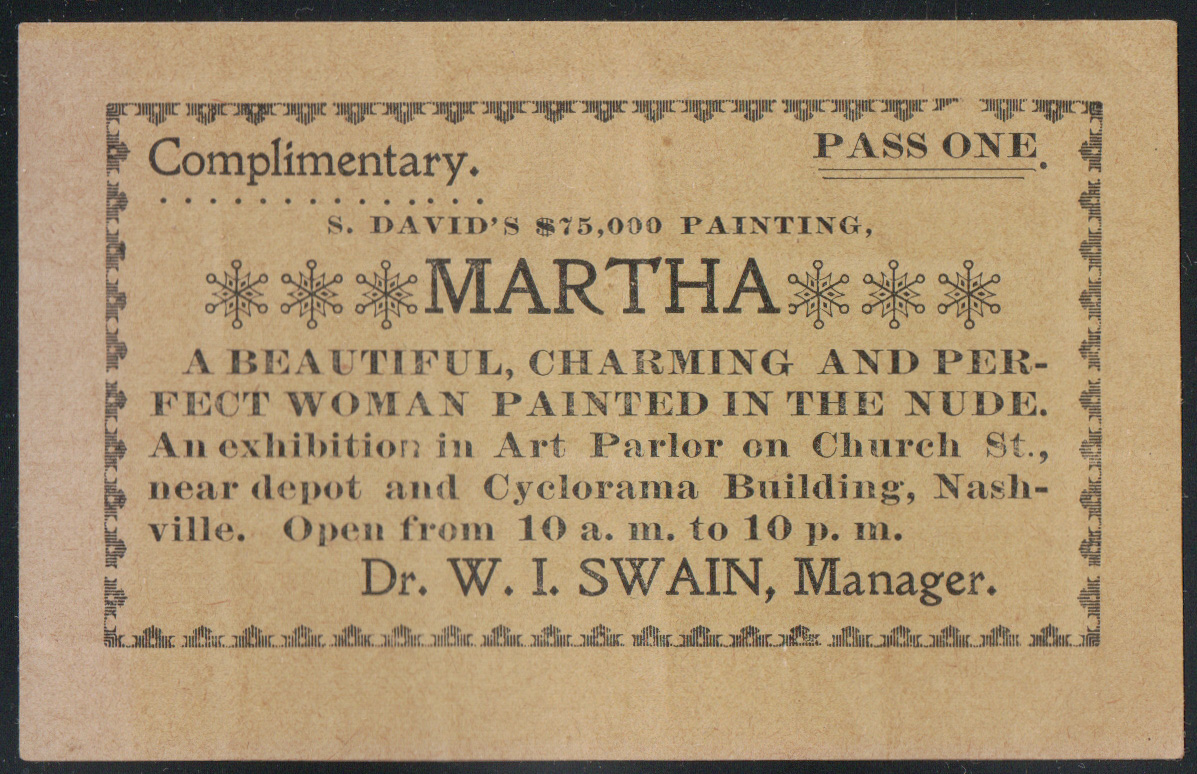 Complimentary.
PASS ONE.
S. DAVID'S $75,000 PAINTING,
MARTHA
A BEAUTIFUL, CHARMING AND PER-
FECT WOMAN PAINTED IN THE NUDE.
An exhibition in Art Parlor on Church St.,
near depot and Cyclorama Building, Nash-
ville. Open from 10 a. m. to 10 p. m.
Dr. W. I. SWAIN, Manager.